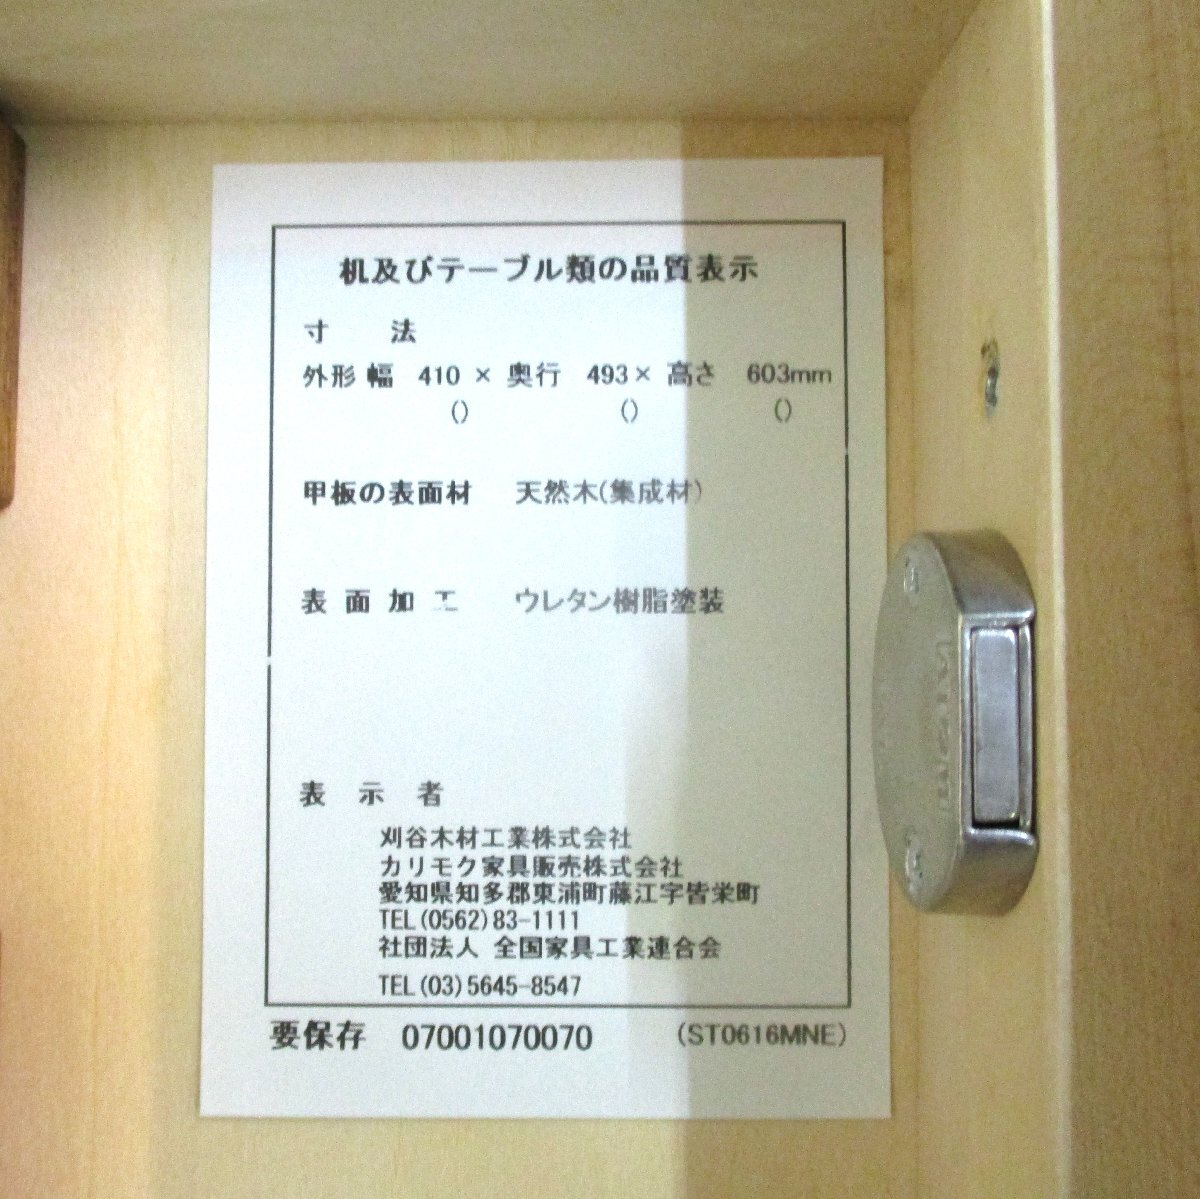 机及びテーブル類の品質表示
寸 法
外形 幅 410 × 奥行 493× 高さ 603mm
() () ()
甲板の表面材 天然木(集成材)
表面加工 ウレタン樹脂塗装
表示者
刈谷木材工業株式会社
カリモク家具販売株式会社
愛知県知多郡東浦町藤江字皆栄町
TEL(0562)83-1111
社団法人 全国家具工業連合会
TEL(03)5645-8547
要保存 07001070070 (ST0616MNE)